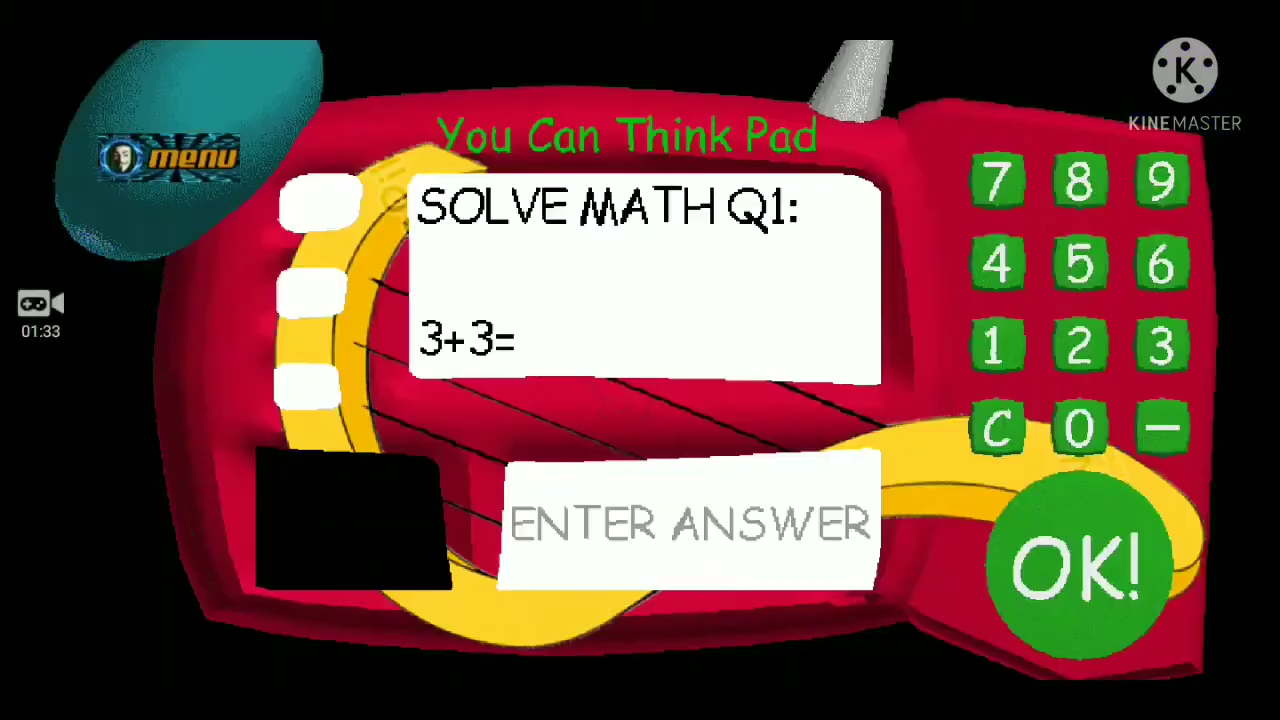 K
KINEMASTER
menu
01:33
You Can Think Pad
SOLVE MATH Q1:
3+3=
ENTER ANSWER
7 8 9
4 5 6
1 2 3
C 0 –
OK!